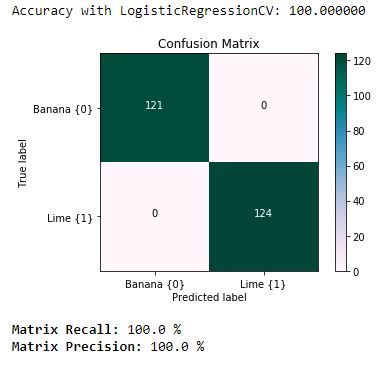 Accuracy with LogisticRegressionCV: 100.000000
Confusion Matrix
120
100
80
60
40
20
0
Banana {0}
121
0
True label
Lime {1}
0
124
Banana {0}
Lime {1}
Predicted label
Matrix Recall: 100.0 %
Matrix Precision: 100.0 %